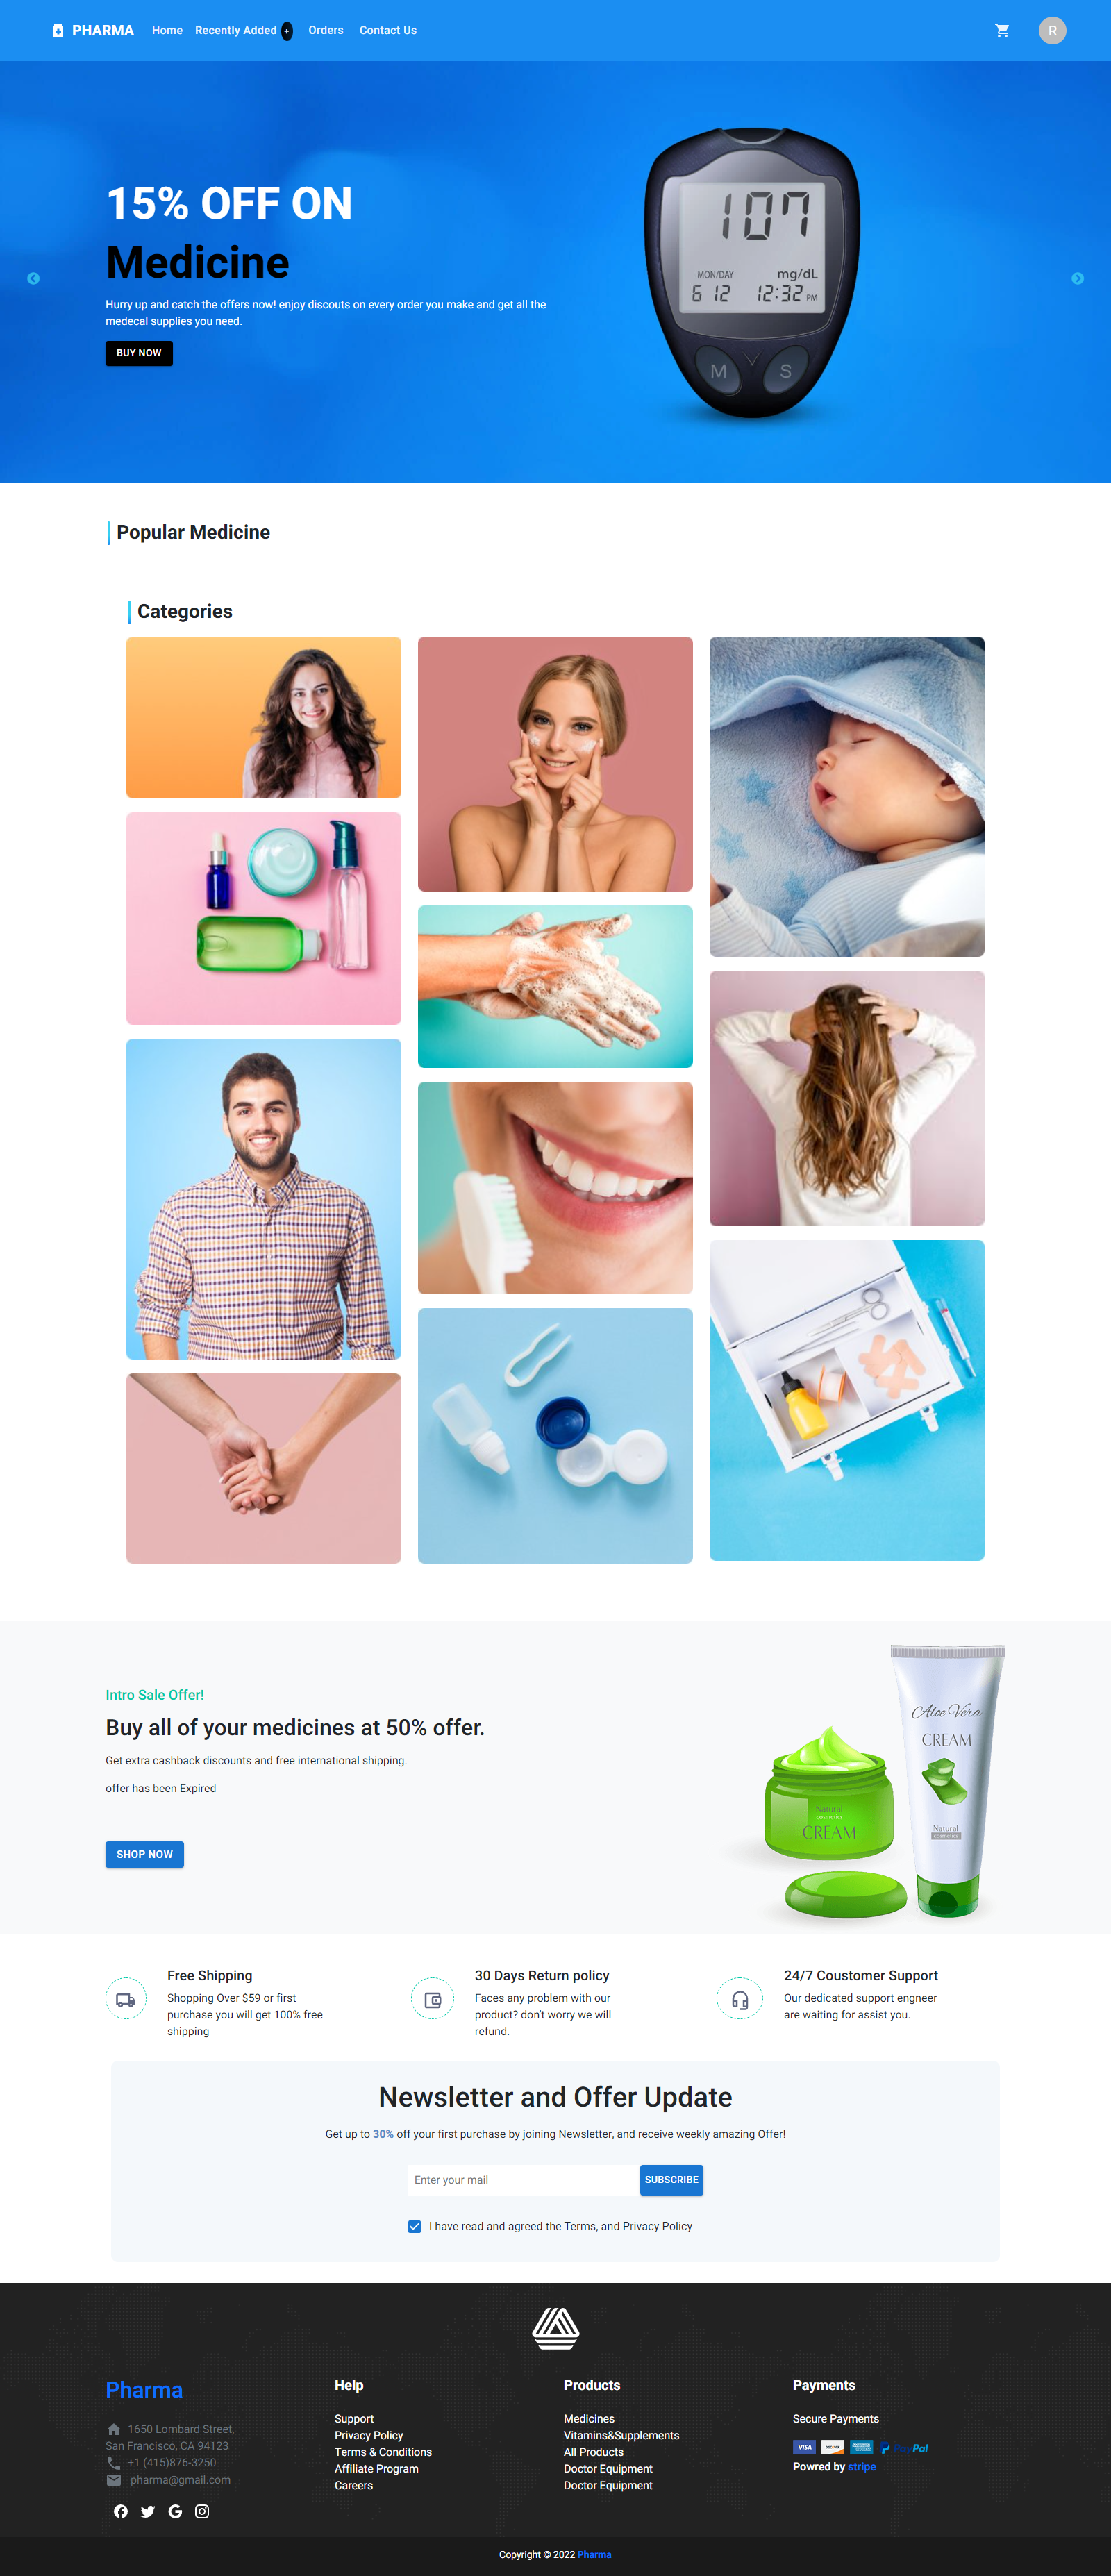 PHARMA Home Recently Added + Orders Contact Us R
15% OFF ON
Medicine
Hurry up and catch the offers now! enjoy discouts on every order you make and get all the
medecal supplies you need.
BUY NOW
107
MON/DAY mg/dL
6 12 12:32 PM
M S
Popular Medicine
Categories
Intro Sale Offer!
Buy all of your medicines at 50% offer.
Get extra cashback discounts and free international shipping.
offer has been Expired
SHOP NOW
Aloe Vera
CREAM
Natural
COSMETICS
Natural
COSMETICS
CREAM
Free Shipping
Shopping Over $59 or first
purchase you will get 100% free
shipping
30 Days Return policy
Faces any problem with our
product? don't worry we will
refund.
24/7 Coustomer Support
Our dedicated support engneer
are waiting for assist you.
Newsletter and Offer Update
Get up to 30% off your first purchase by joining Newsletter, and receive weekly amazing Offer!
Enter your mail
SUBSCRIBE
I have read and agreed the Terms, and Privacy Policy
Pharma
1650 Lombard Street,
San Francisco, CA 94123
+1 (415)876-3250
pharma@gmail.com
Help
Support
Privacy Policy
Terms & Conditions
Affiliate Program
Careers
Products
Medicines
Vitamins&Supplements
All Products
Doctor Equipment
Doctor Equipment
Payments
Secure Payments
VISA DISCOVER PayPal
Powred by stripe
Copyright © 2022 Pharma